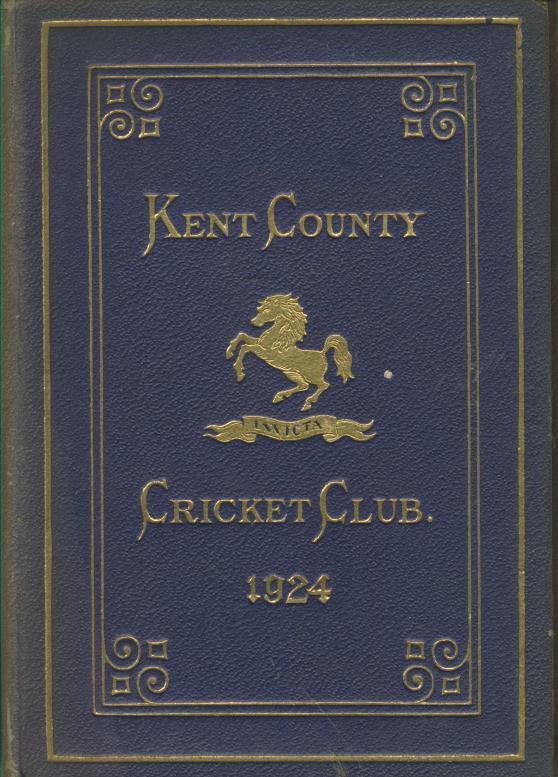 KENT COUNTY
INVICTA
CRICKET CLUB.
1924